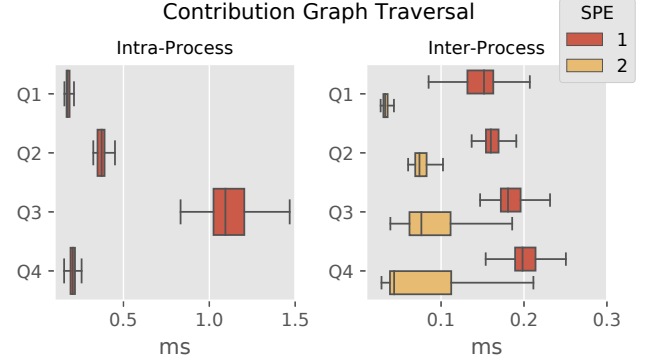 Contribution Graph Traversal
SPE
1
2
Intra-Process
Inter-Process
Q1
Q2
Q3
Q4
0.5
1.0
1.5
ms
Q1
Q2
Q3
Q4
0.1
0.2
0.3
ms